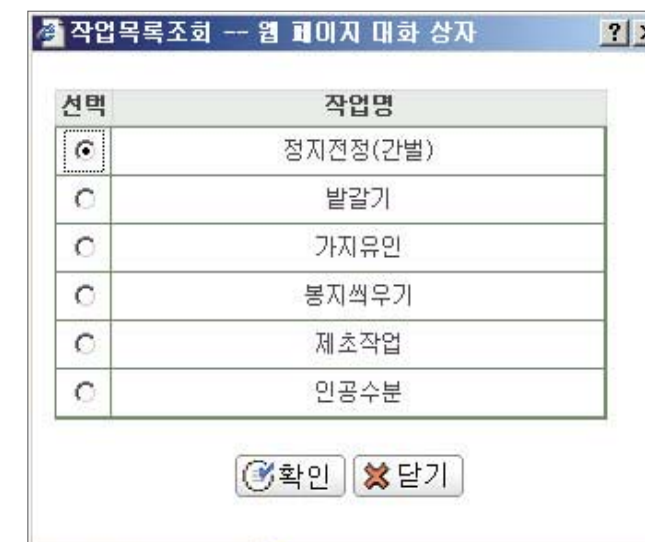 작업목록조회 -- 웹 페이지 대화 상자
선택 작업명
정지전정(간벌)
밭갈기
가지유인
봉지씌우기
제초작업
인공수분
확인 닫기